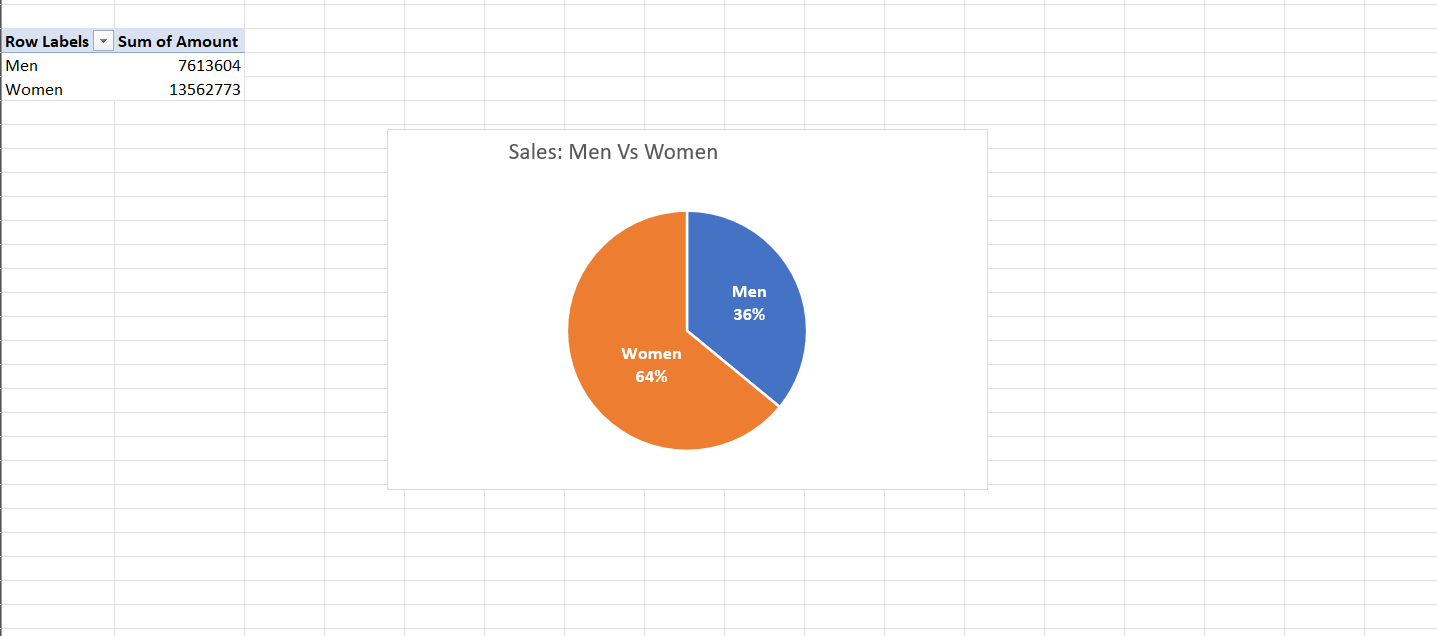 Row Labels Sum of Amount
Men 7613604
Women 13562773
Sales: Men Vs Women
Men
36%
Women
64%